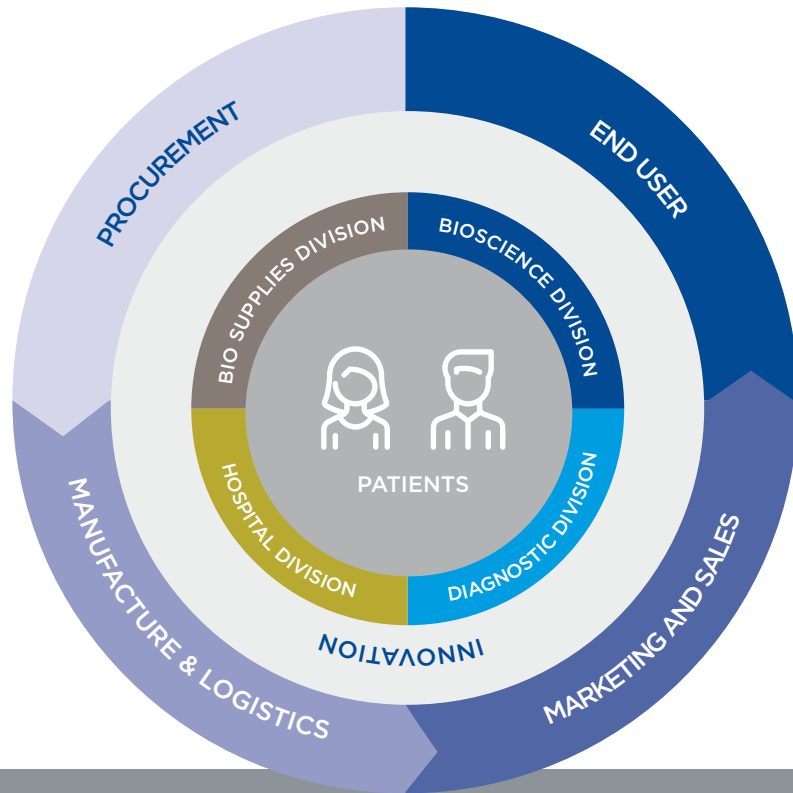 PROCUREMENT
END USER
BIO SUPPLIES DIVISION
BIOSCIENCE DIVISION
PATIENTS
HOSPITAL DIVISION
DIAGNOSTIC DIVISION
INNOVATION
MANUFACTURE & LOGISTICS
MARKETING AND SALES